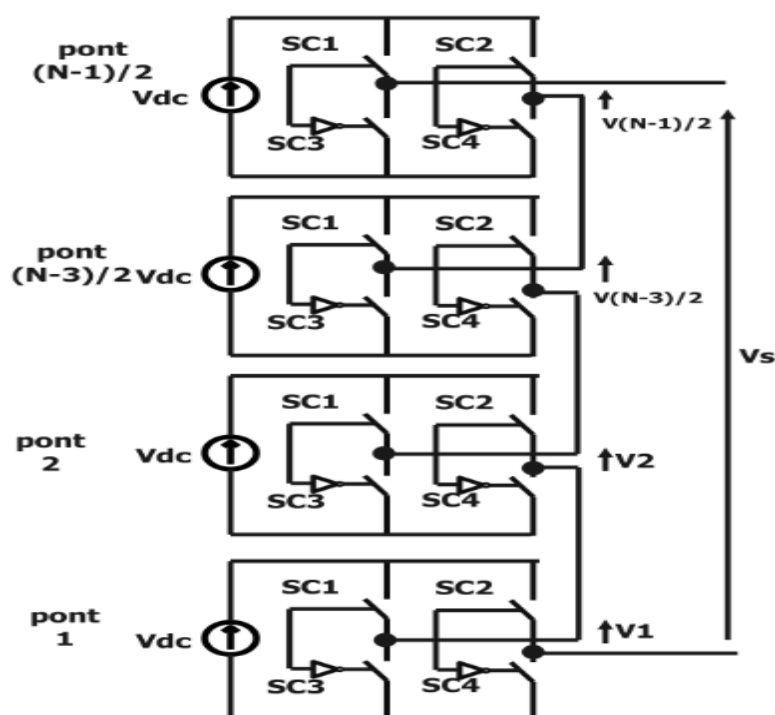 pont
(N-1)/2
Vdc
SC1
SC2
SC3
SC4
V(N-1)/2
pont
(N-3)/2
Vdc
SC1
SC2
SC3
SC4
V(N-3)/2
Vs
pont
2
Vdc
SC1
SC2
SC3
SC4
V2
pont
1
Vdc
SC1
SC2
SC3
SC4
V1